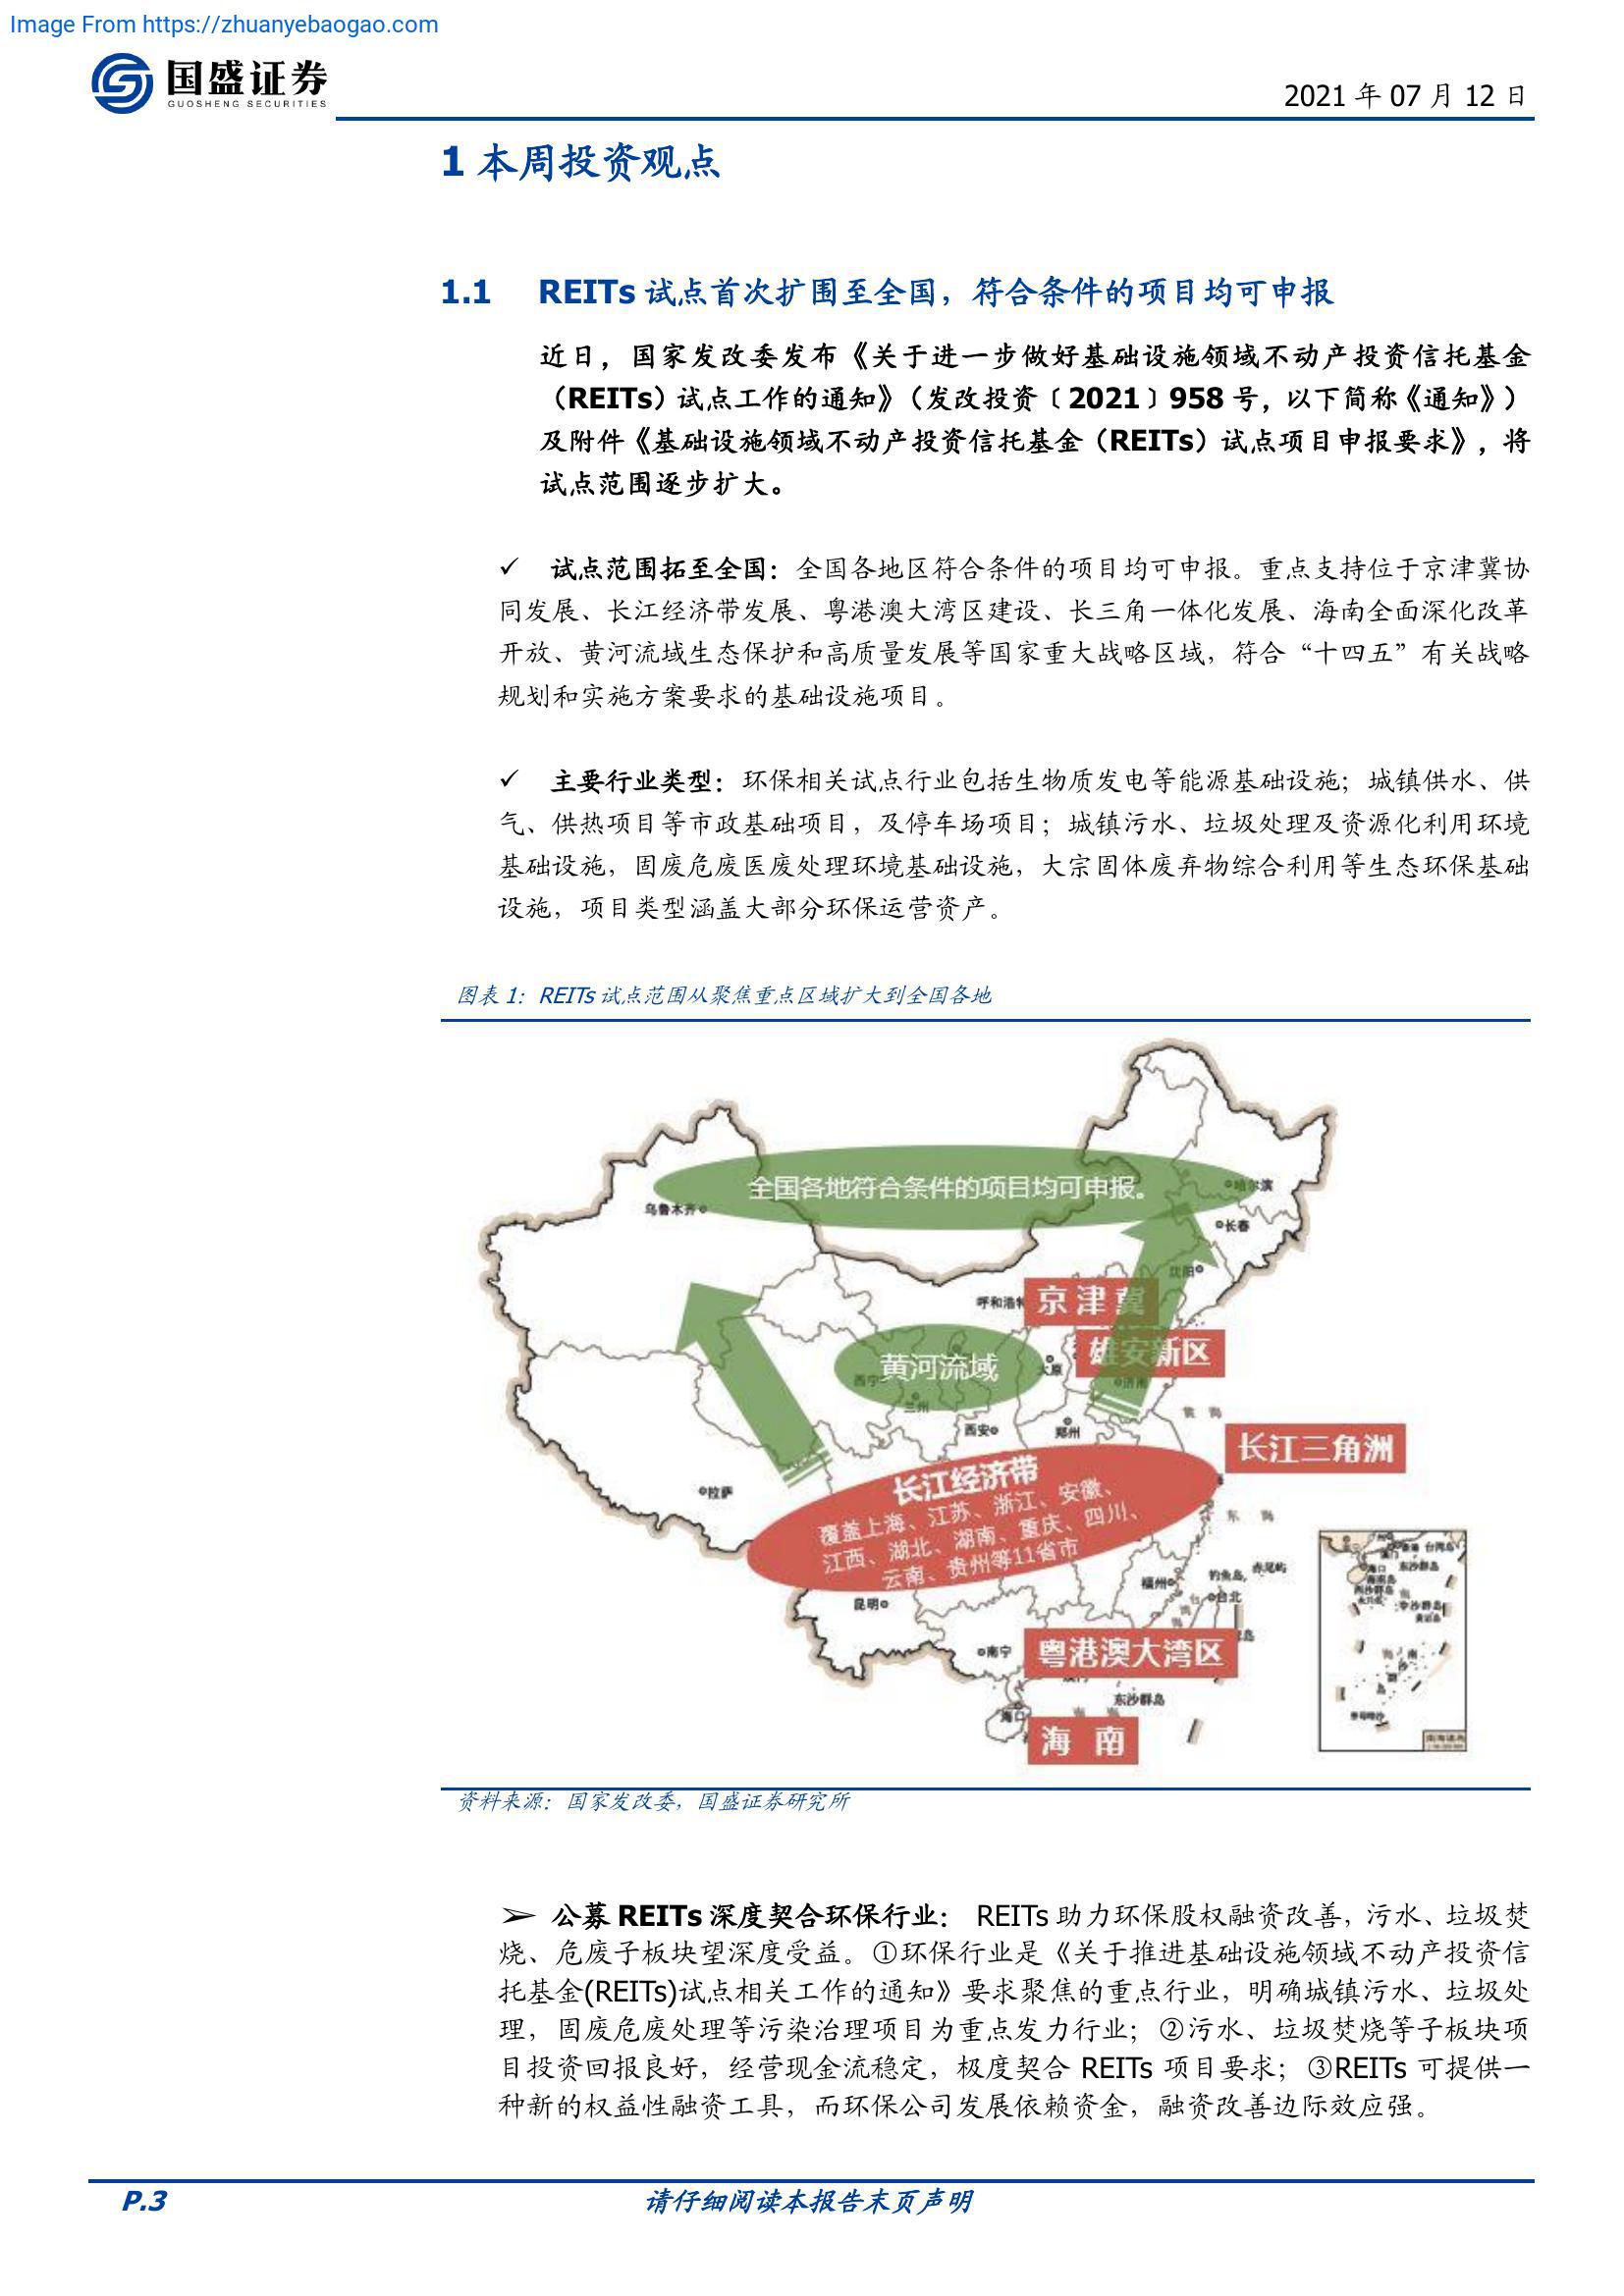 Image From https://zhuanyebaogao.com
国盛证券
GUOSHENG SECURITIES
2021 年 07 月 12 日
1 本周投资观点
1.1 REITs 试点首次扩围至全国，符合条件的项目均可申报
近日，国家发改委发布《关于进一步做好基础设施领域不动产投资信托基金
（REITs）试点工作的通知》（发改投资〔2021〕958 号，以下简称《通知》）
及附件《基础设施领域不动产投资信托基金（REITs）试点项目申报要求》，将
试点范围逐步扩大。
✓ 试点范围拓至全国：全国各地区符合条件的项目均可申报。重点支持位于京津冀协
同发展、长江经济带发展、粤港澳大湾区建设、长三角一体化发展、海南全面深化改革
开放、黄河流域生态保护和高质量发展等国家重大战略区域，符合“十四五”有关战略
规划和实施方案要求的基础设施项目。
✓ 主要行业类型：环保相关试点行业包括生物质发电等能源基础设施；城镇供水、供
气、供热项目等市政基础项目，及停车场项目；城镇污水、垃圾处理及资源化利用环境
基础设施，固废危废医废处理环境基础设施，大宗固体废弃物综合利用等生态环保基础
设施，项目类型涵盖大部分环保运营资产。
图表 1：REITs 试点范围从聚焦重点区域扩大到全国各地
全国各地符合条件的项目均可申报。
哈尔滨
乌鲁木齐
长春
沈阳
呼和浩特
京津冀
雄安新区
黄河流域
太原
西宁
济南
兰州
黄 海
西安
郑州
长江三角洲
长江经济带
拉萨
覆盖上海、江苏、浙江、安徽、
江西、湖北、湖南、重庆、四川、
云南、贵州等11省市
东 海
钓鱼岛
赤尾屿
福州
台北
昆明
南宁
粤港澳大湾区
东沙群岛
海口
海 南
台湾岛
东沙群岛
海南岛
西沙群岛
中沙群岛
黄岩岛
资料来源：国家发改委，国盛证券研究所
➢ 公募 REITs 深度契合环保行业： REITs 助力环保股权融资改善，污水、垃圾焚
烧、危废子板块望深度受益。①环保行业是《关于推进基础设施领域不动产投资信
托基金(REITs)试点相关工作的通知》要求聚焦的重点行业，明确城镇污水、垃圾处
理，固废危废处理等污染治理项目为重点发力行业；②污水、垃圾焚烧等子板块项
目投资回报良好，经营现金流稳定，极度契合 REITs 项目要求；③REITs 可提供一
种新的权益性融资工具，而环保公司发展依赖资金，融资改善边际效应强。
P.3
请仔细阅读本报告末页声明